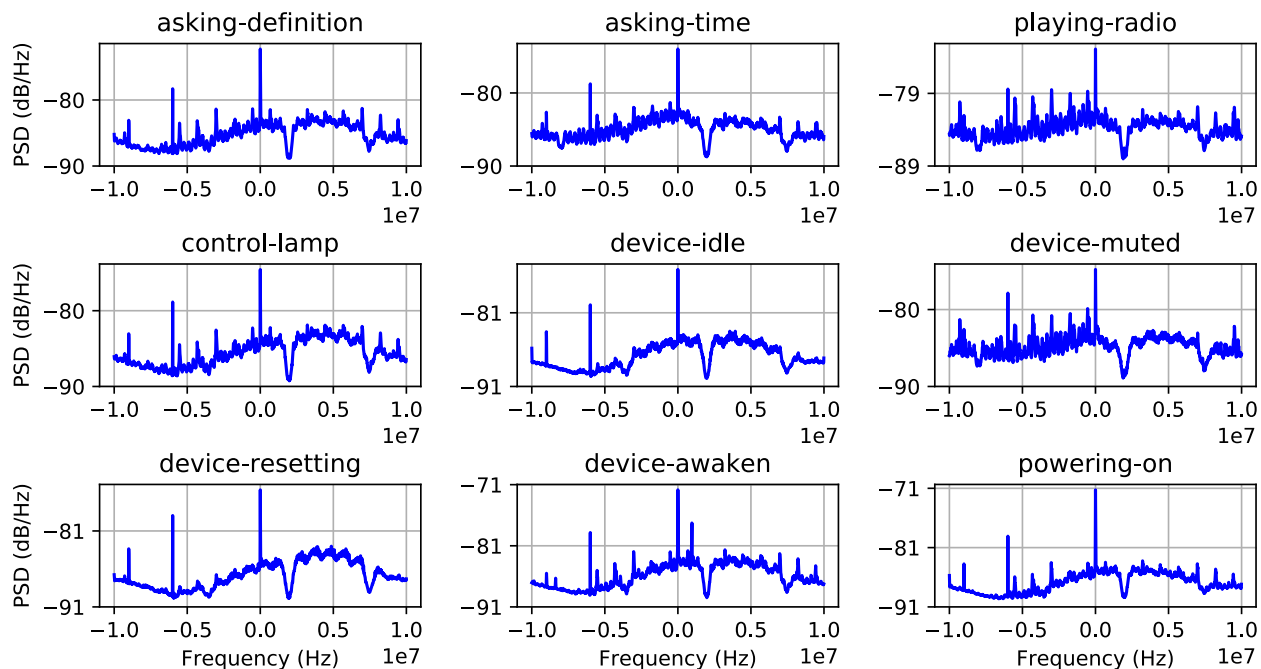 asking-definition asking-time playing-radio
PSD (dB/Hz)
−80
−90
−80
−90
−79
−89
−1.0 −0.5 0.0 0.5 1.0 −1.0 −0.5 0.0 0.5 1.0 −1.0 −0.5 0.0 0.5 1.0
1e7 1e7 1e7
control-lamp device-idle device-muted
PSD (dB/Hz)
−80
−90
−81
−91
−80
−90
−1.0 −0.5 0.0 0.5 1.0 −1.0 −0.5 0.0 0.5 1.0 −1.0 −0.5 0.0 0.5 1.0
1e7 1e7 1e7
device-resetting device-awaken powering-on
PSD (dB/Hz)
−81
−91
−71
−81
−91
−71
−81
−91
−1.0 −0.5 0.0 0.5 1.0 −1.0 −0.5 0.0 0.5 1.0 −1.0 −0.5 0.0 0.5 1.0
Frequency (Hz) 1e7 Frequency (Hz) 1e7 Frequency (Hz) 1e7